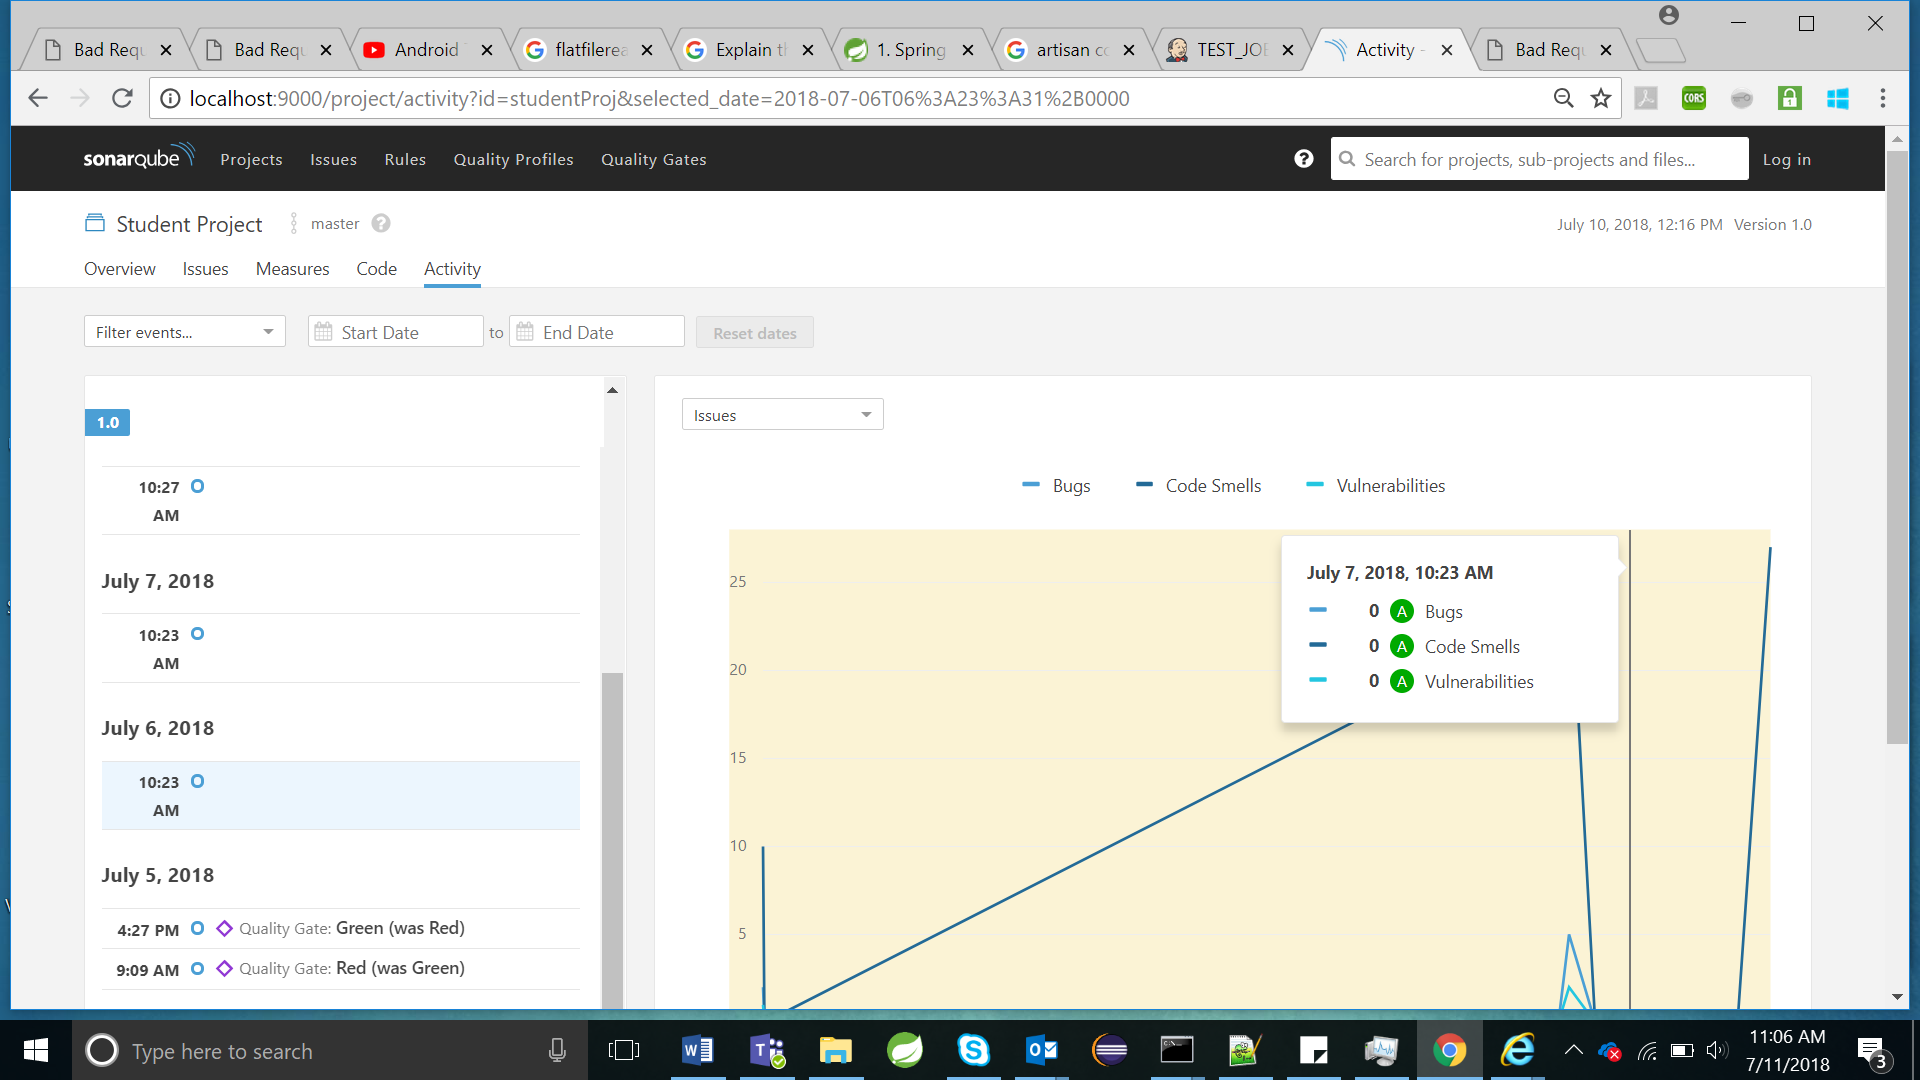 Bad Requ
Bad Requ
Android
flatfilerea
Explain th
1. Spring
artisan co
TEST_JOB
Activity -
Bad Requ
localhost:9000/project/activity?id=studentProj&selected_date=2018-07-06T06%3A23%3A31%2B0000
CORS
sonarqube Projects Issues Rules Quality Profiles Quality Gates
? Search for projects, sub-projects and files... Log in
Student Project master ?
July 10, 2018, 12:16 PM Version 1.0
Overview Issues Measures Code Activity
Filter events... Start Date to End Date Reset dates
1.0
10:27 AM
July 7, 2018
10:23 AM
July 6, 2018
10:23 AM
July 5, 2018
4:27 PM Quality Gate: Green (was Red)
9:09 AM Quality Gate: Red (was Green)
Issues
Bugs Code Smells Vulnerabilities
25
20
15
10
5
July 7, 2018, 10:23 AM
0 A Bugs
0 A Code Smells
0 A Vulnerabilities
Type here to search
11:06 AM
7/11/2018
3